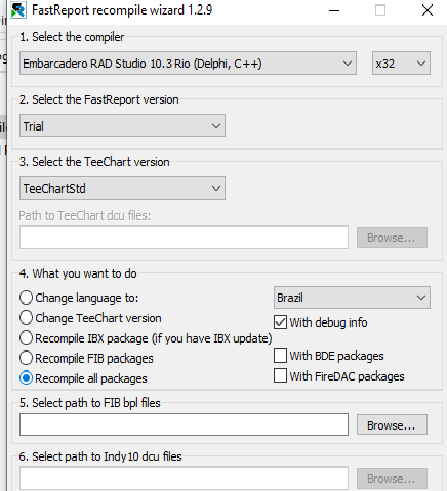 FastReport recompile wizard 1.2.9
1. Select the compiler
Embarcadero RAD Studio 10.3 Rio (Delphi, C++) x32
2. Select the FastReport version
Trial
3. Select the TeeChart version
TeeChartStd
Path to TeeChart dcu files:
Browse...
4. What you want to do
Change language to: Brazil
Change TeeChart version With debug info
Recompile IBX package (if you have IBX update)
Recompile FIB packages With BDE packages
Recompile all packages With FireDAC packages
5. Select path to FIB bpl files
Browse...
6. Select path to Indy10 dcu files
Browse...